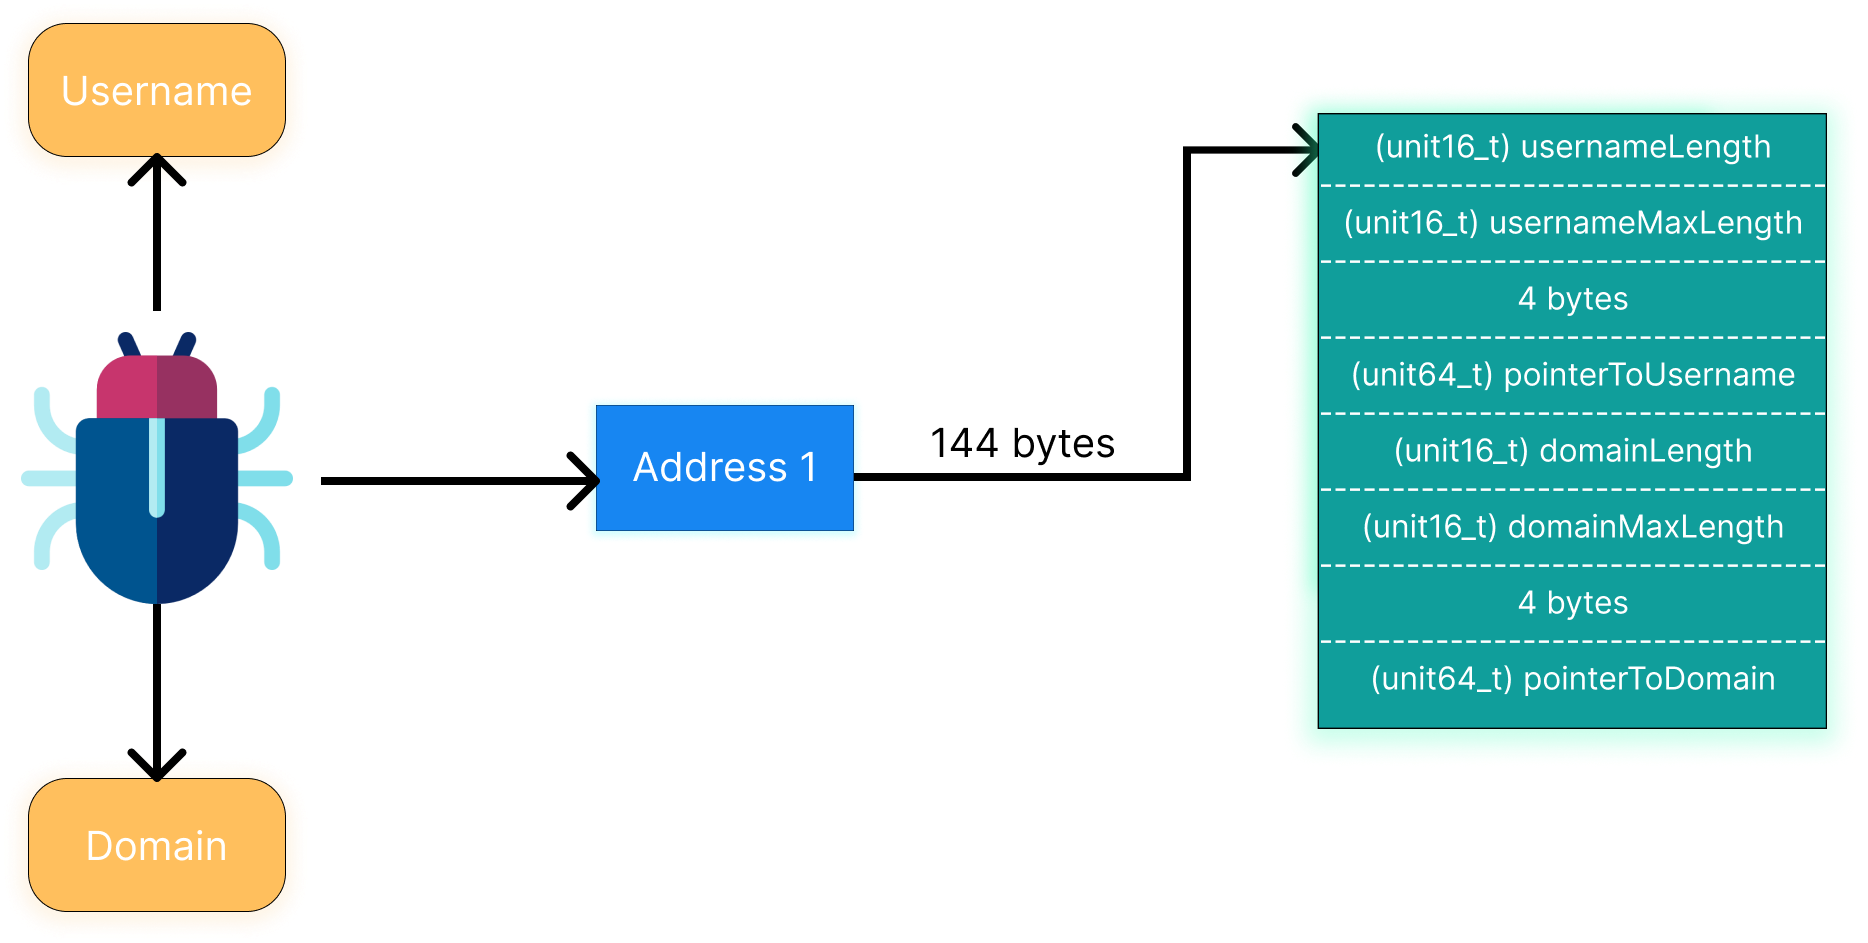 Username
Address 1
144 bytes
Domain
(unit16_t) usernameLength
(unit16_t) usernameMaxLength
4 bytes
(unit64_t) pointerToUsername
(unit16_t) domainLength
(unit16_t) domainMaxLength
4 bytes
(unit64_t) pointerToDomain